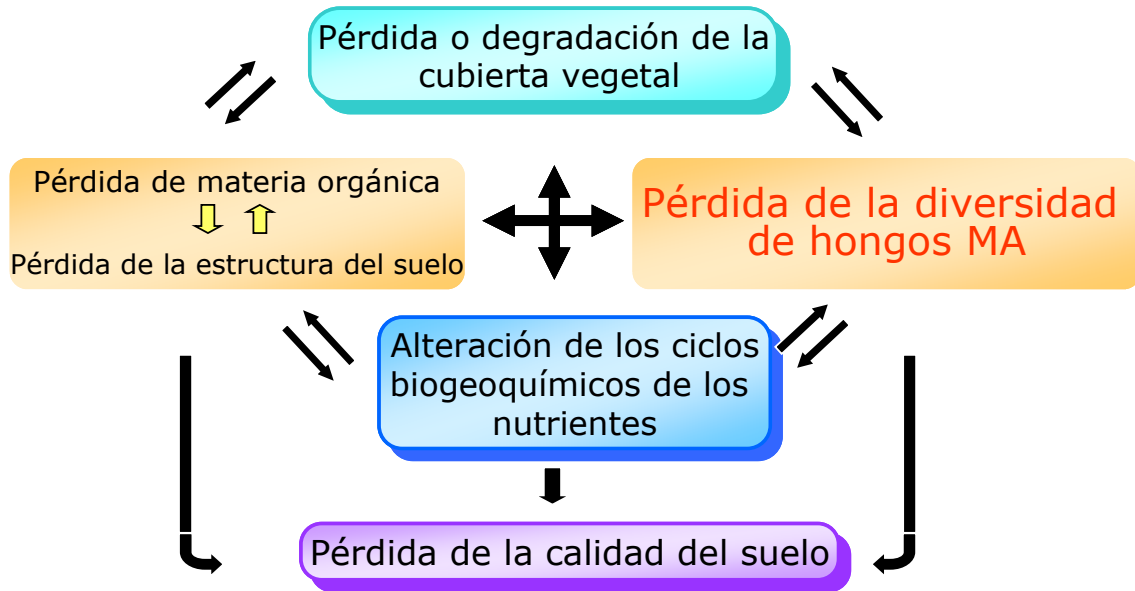 Pérdida o degradación de la
cubierta vegetal
Pérdida de materia orgánica
Pérdida de la estructura del suelo
Pérdida de la diversidad
de hongos MA
Alteración de los ciclos
biogeoquímicos de los
nutrientes
Pérdida de la calidad del suelo